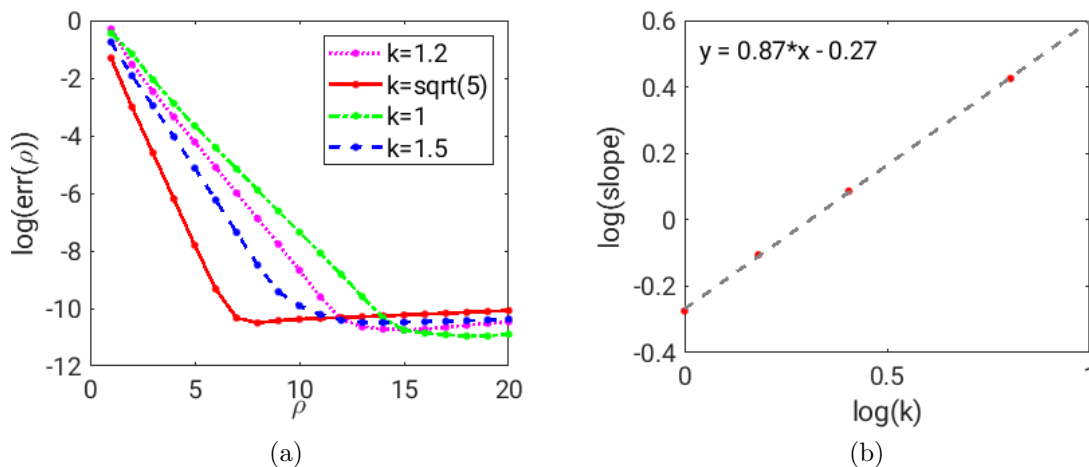 0
-2
-4
-6
-8
-10
-12
log(err(ρ))
k=1.2
k=sqrt(5)
k=1
k=1.5
0 5 10 15 20
ρ
(a)
0.6
0.4
0.2
0
-0.2
-0.4
log(slope)
y = 0.87*x - 0.27
0 0.5 1
log(k)
(b)